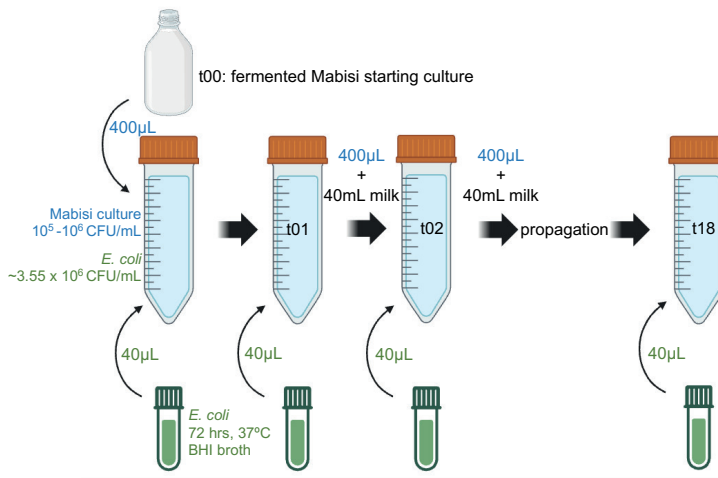 t00: fermented Mabisi starting culture
400µL
400µL
+
40mL milk
400µL
+
40mL milk
Mabisi culture
10⁵ -10⁶ CFU/mL
t01
t02
propagation
t18
E. coli
~3.55 x 10⁶ CFU/mL
40µL
40µL
40µL
40µL
E. coli
72 hrs, 37ºC
BHI broth